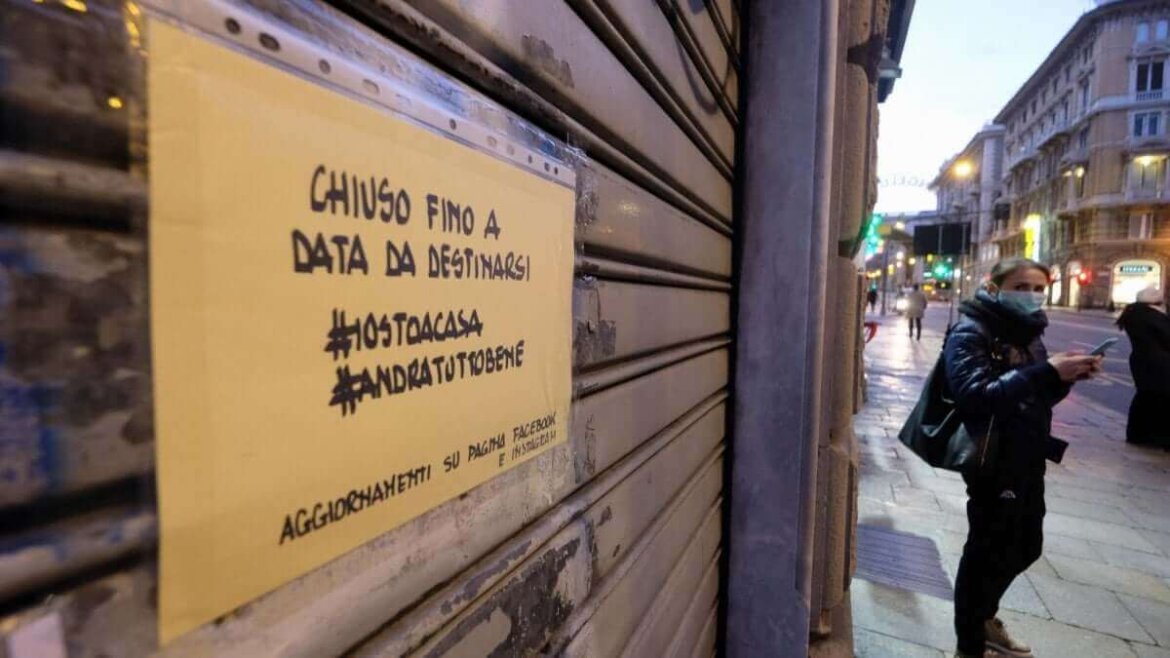 CHIUSO FINO A
DATA DA DESTINARSI
#IOSTOACASA
#ANDRATUTTOBENE
AGGIORNAMENTI SU PAGINA FACEBOOK
E INSTAGRAM